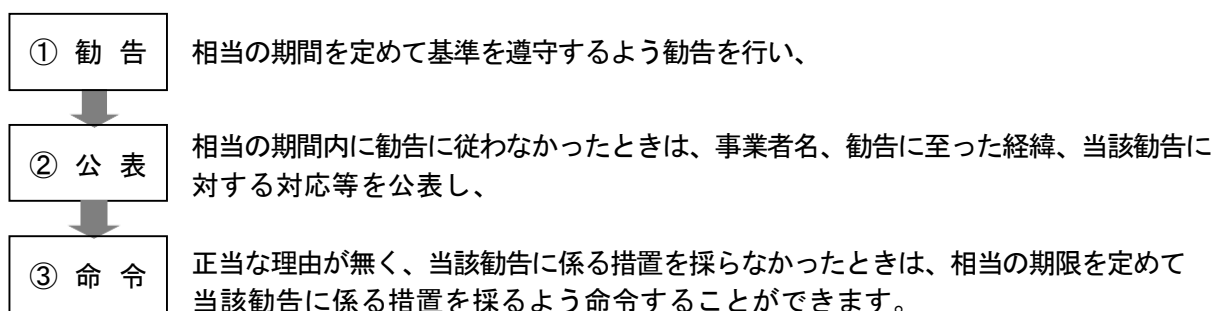 ① 勧 告
相当の期間を定めて基準を遵守するよう勧告を行い、
② 公 表
相当の期間内に勧告に従わなかったときは、事業者名、勧告に至った経緯、当該勧告に
対する対応等を公表し、
③ 命 令
正当な理由が無く、当該勧告に係る措置を採らなかったときは、相当の期限を定めて
当該勧告に係る措置を採るよう命令することができます。